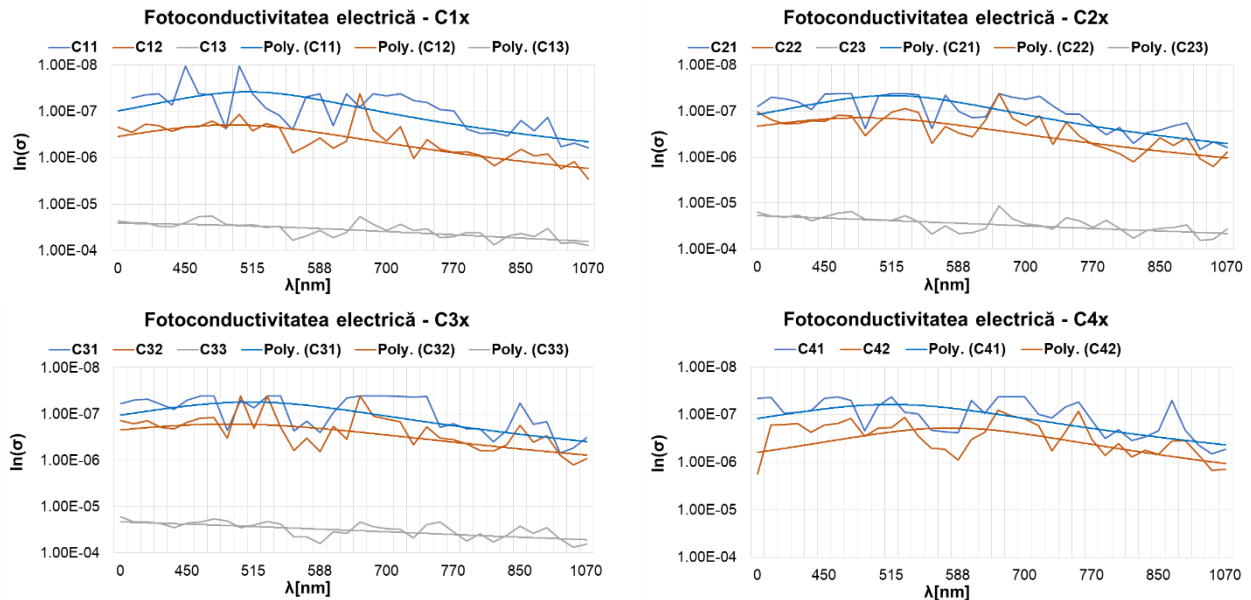 Fotoconductivitatea electrică - C1x
C11 C12 C13 Poly. (C11) Poly. (C12) Poly. (C13)
1.00E-08
1.00E-07
1.00E-06
1.00E-05
1.00E-04
ln(σ)
0 450 515 588 700 770 850 1070
λ[nm]
Fotoconductivitatea electrică - C2x
C21 C22 C23 Poly. (C21) Poly. (C22) Poly. (C23)
1.00E-08
1.00E-07
1.00E-06
1.00E-05
1.00E-04
ln(σ)
0 450 515 588 700 770 850 1070
λ[nm]
Fotoconductivitatea electrică - C3x
C31 C32 C33 Poly. (C31) Poly. (C32) Poly. (C33)
1.00E-08
1.00E-07
1.00E-06
1.00E-05
1.00E-04
ln(σ)
0 450 515 588 700 770 850 1070
λ[nm]
Fotoconductivitatea electrică - C4x
C41 C42 Poly. (C41) Poly. (C42)
1.00E-08
1.00E-07
1.00E-06
1.00E-05
1.00E-04
ln(σ)
0 450 515 588 700 770 850 1070
λ[nm]